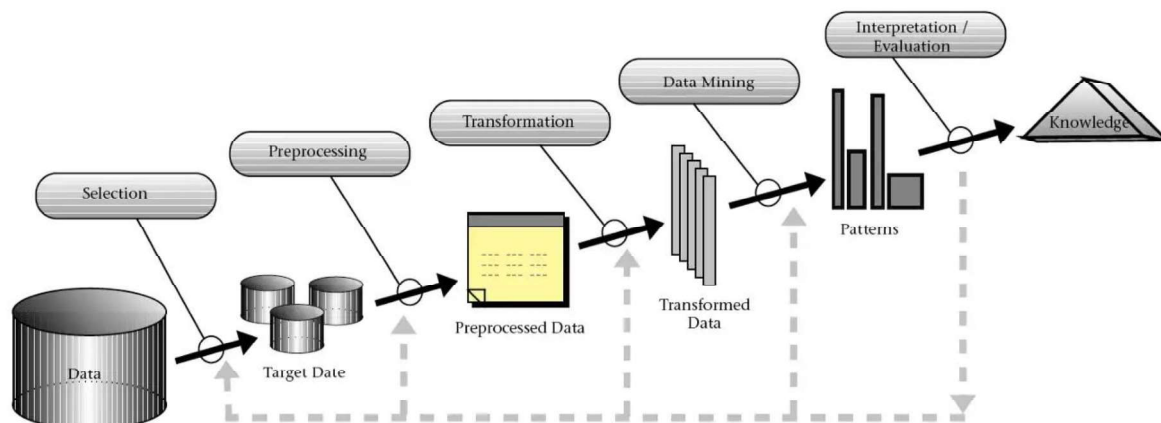 Interpretation /
Evaluation
Data Mining
Transformation
Preprocessing
Selection
Data
Target Date
Preprocessed Data
Transformed
Data
Patterns
Knowledge